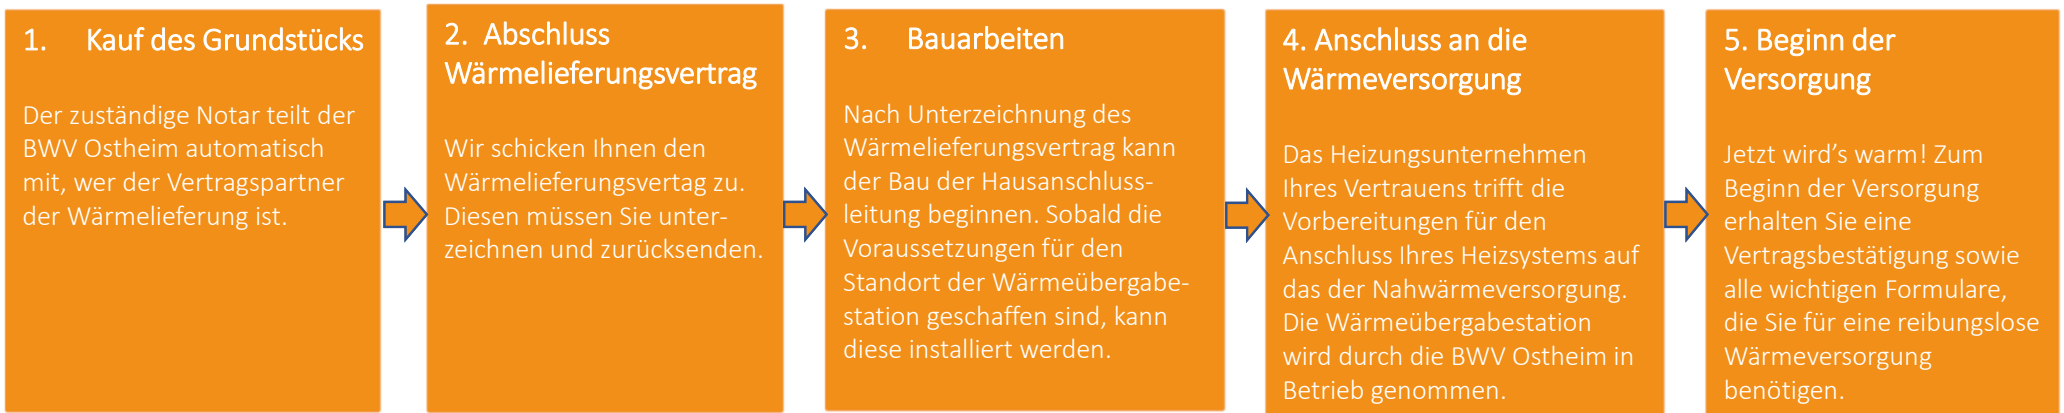 1. Kauf des Grundstücks
Der zuständige Notar teilt der
BWV Ostheim automatisch
mit, wer der Vertragspartner
der Wärmelieferung ist.
2. Abschluss
Wärmelieferungsvertrag
Wir schicken Ihnen den
Wärmelieferungsvertag zu.
Diesen müssen Sie unter-
zeichnen und zurücksenden.
3. Bauarbeiten
Nach Unterzeichnung des
Wärmelieferungsvertrag kann
der Bau der Hausanschluss-
leitung beginnen. Sobald die
Voraussetzungen für den
Standort der Wärmeübergabe-
station geschaffen sind, kann
diese installiert werden.
4. Anschluss an die
Wärmeversorgung
Das Heizungsunternehmen
Ihres Vertrauens trifft die
Vorbereitungen für den
Anschluss Ihres Heizsystems auf
das der Nahwärmeversorgung.
Die Wärmeübergabestation
wird durch die BWV Ostheim in
Betrieb genommen.
5. Beginn der
Versorgung
Jetzt wird's warm! Zum
Beginn der Versorgung
erhalten Sie eine
Vertragsbestätigung sowie
alle wichtigen Formulare,
die Sie für eine reibungslose
Wärmeversorgung
benötigen.